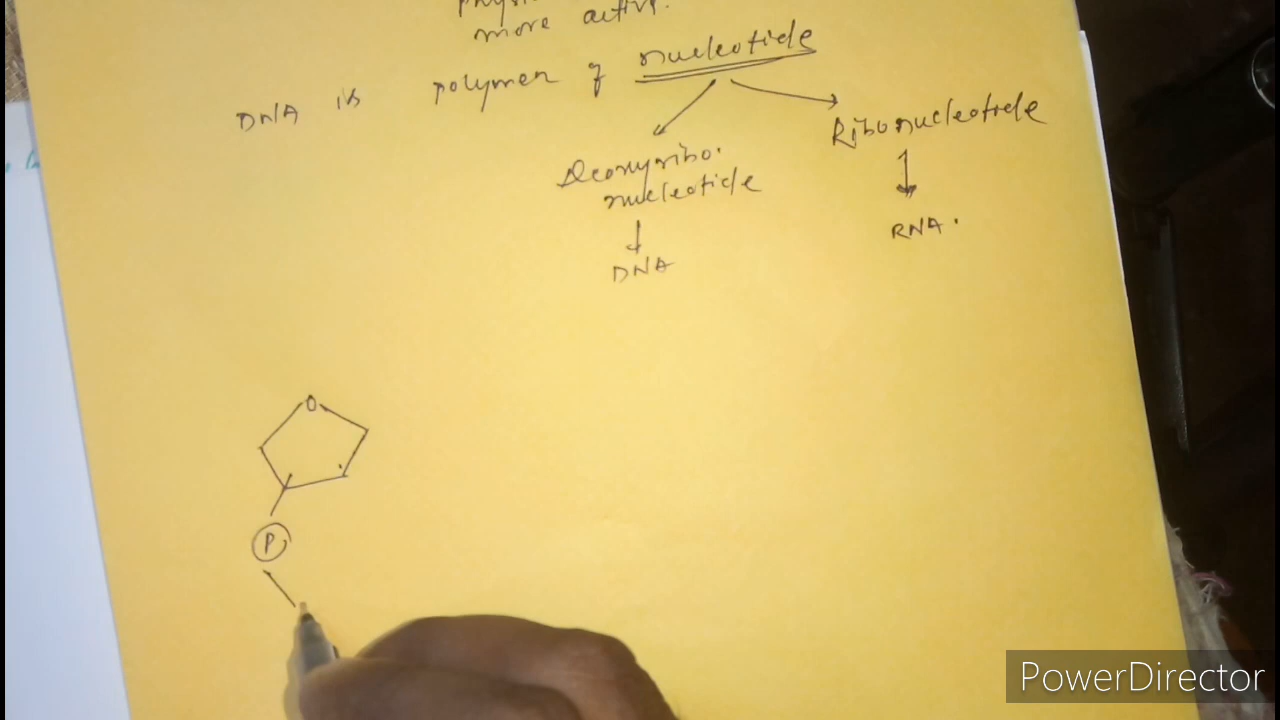 more active.
DNA is polymer of nucleotide
Deoxyribo. Ribonucleotide
nucleotide
DNA RNA.
O
P
PowerDirector